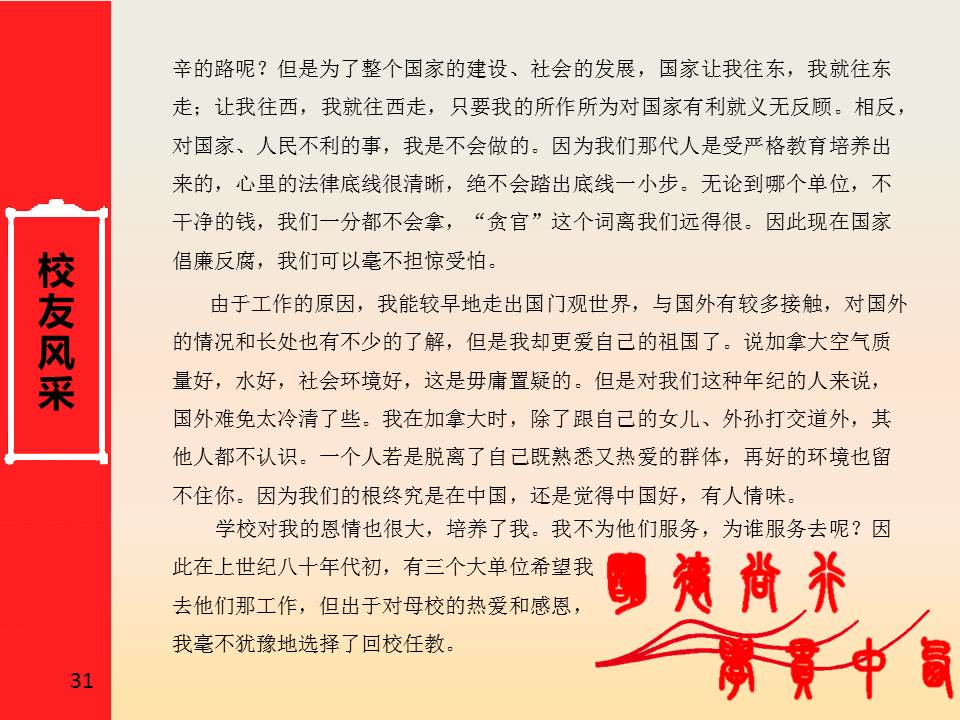 辛的路呢？但是为了整个国家的建设、社会的发展，国家让我往东，我就往东
走；让我往西，我就往西走，只要我的所作所为对国家有利就义无反顾。相反，
对国家、人民不利的事，我是不会做的。因为我们那代人是受严格教育培养出
来的，心里的法律底线很清晰，绝不会踏出底线一小步。无论到哪个单位，不
干净的钱，我们一分都不会拿，“贪官”这个词离我们远得很。因此现在国家
倡廉反腐，我们可以毫不担惊受怕。
由于工作的原因，我能较早地走出国门观世界，与国外有较多接触，对国外
的情况和长处也有不少的了解，但是我却更爱自己的祖国了。说加拿大空气质
量好，水好，社会环境好，这是毋庸置疑的。但是对我们这种年纪的人来说，
国外难免太冷清了些。我在加拿大时，除了跟自己的女儿、外孙打交道外，其
他人都不认识。一个人若是脱离了自己既熟悉又热爱的群体，再好的环境也留
不住你。因为我们的根终究是在中国，还是觉得中国好，有人情味。
学校对我的恩情也很大，培养了我。我不为他们服务，为谁服务去呢？因
此在上世纪八十年代初，有三个大单位希望我
去他们那工作，但出于对母校的热爱和感恩，
我毫不犹豫地选择了回校任教。
校友风采
31
明德尚行
學貫中西